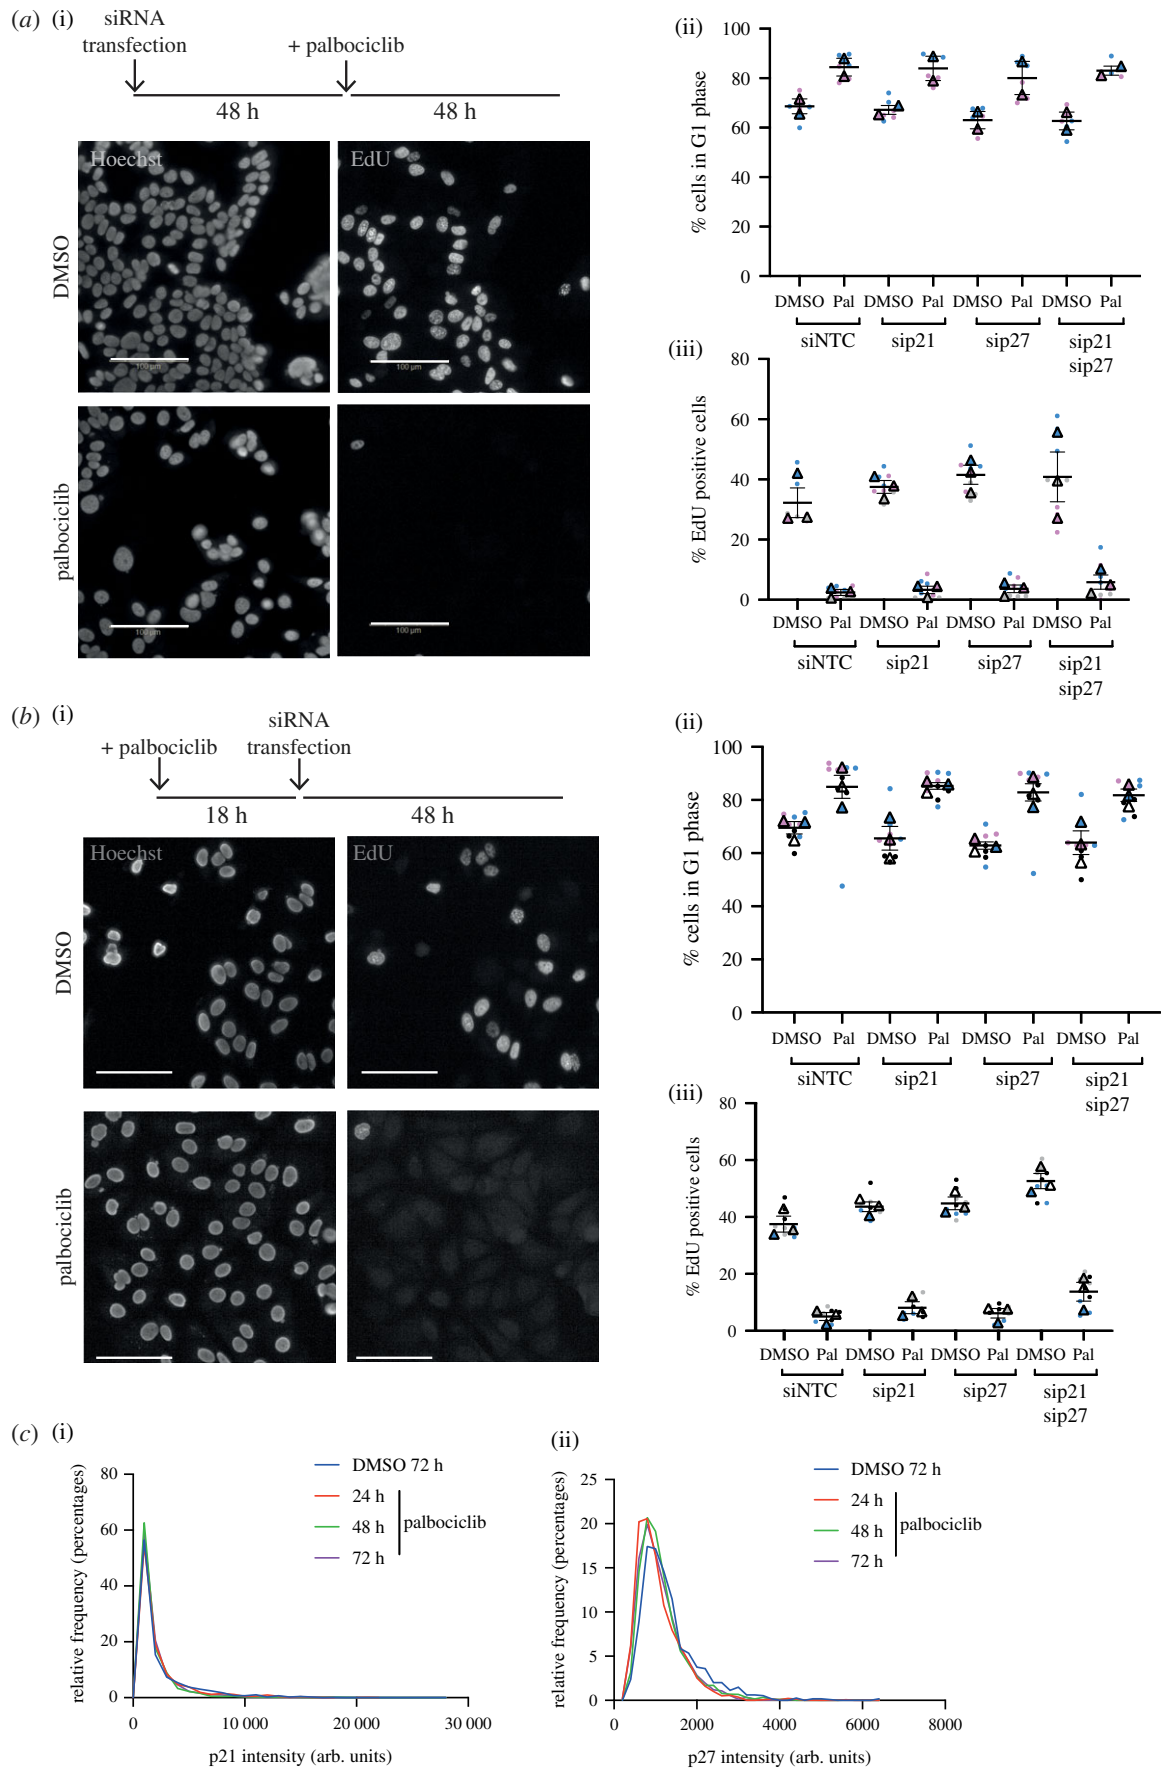 (a) (i)
siRNA
transfection
+ palbociclib
48 h
48 h
Hoechst
EdU
DMSO
100 µm
100 µm
palbociclib
100 µm
100 µm
(ii)
% cells in G1 phase
100
80
60
40
20
0
DMSO Pal DMSO Pal DMSO Pal DMSO Pal
siNTC sip21 sip27 sip21
sip27
(iii)
% EdU positive cells
80
60
40
20
0
DMSO Pal DMSO Pal DMSO Pal DMSO Pal
siNTC sip21 sip27 sip21
sip27
(b) (i)
+ palbociclib
siRNA
transfection
18 h
48 h
Hoechst
EdU
DMSO
palbociclib
(ii)
% cells in G1 phase
100
80
60
40
20
0
DMSO Pal DMSO Pal DMSO Pal DMSO Pal
siNTC sip21 sip27 sip21
sip27
(iii)
% EdU positive cells
80
60
40
20
0
DMSO Pal DMSO Pal DMSO Pal DMSO Pal
siNTC sip21 sip27 sip21
sip27
(c) (i)
relative frequency (percentages)
80
60
40
20
0
0 10 000 20 000 30 000
p21 intensity (arb. units)
DMSO 72 h
24 h
48 h
72 h
palbociclib
(ii)
relative frequency (percentages)
25
20
15
10
5
0
0 2000 4000 6000 8000
p27 intensity (arb. units)
DMSO 72 h
24 h
48 h
72 h
palbociclib